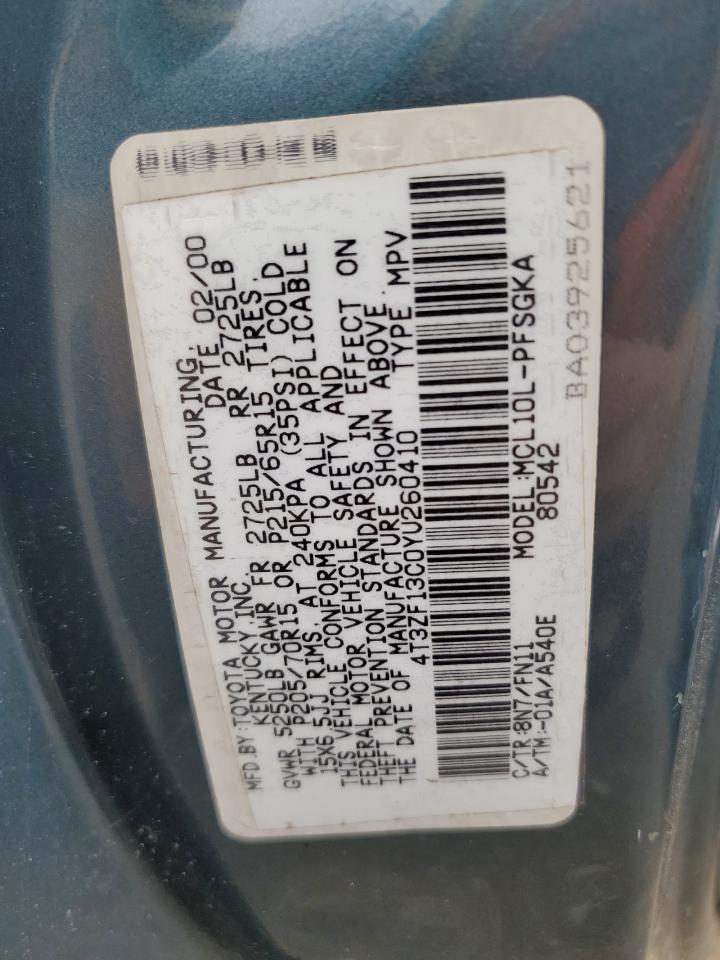 MFD.BY:TOYOTA MOTOR MANUFACTURING,
KENTUCKY,INC. DATE 02/00
GVWR 5250LB GAWR FR 2725LB RR 2725LB
WITH P205/70R15 OR P215/65R15 TIRES,
15X6.5JJ RIMS, AT 240KPA (35PSI) COLD
THIS VEHICLE CONFORMS TO ALL APPLICABLE
FEDERAL MOTOR VEHICLE SAFETY AND
THEFT PREVENTION STANDARDS IN EFFECT ON
THE DATE OF MANUFACTURE SHOWN ABOVE.
4T3ZF13C0YU260410 TYPE MPV
C/TR:8N7/FN11 MODEL:MCL10L-PFSGKA
A/TM:-01A/A540E 80542
BA03925621